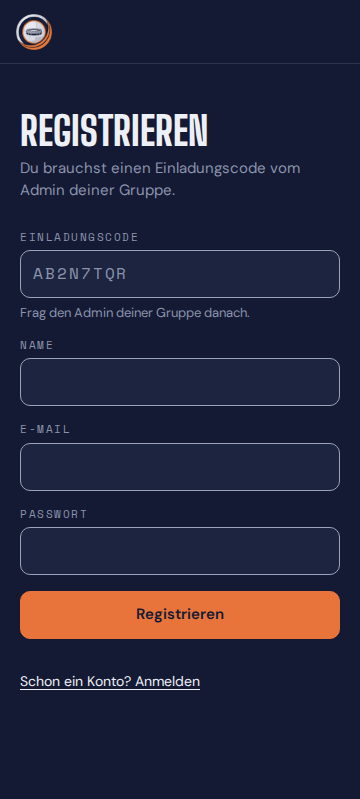 REGISTRIEREN
Du brauchst einen Einladungscode vom
Admin deiner Gruppe.
EINLADUNGSCODE
AB2N7TQR
Frag den Admin deiner Gruppe danach.
NAME
E-MAIL
PASSWORT
Registrieren
Schon ein Konto? Anmelden